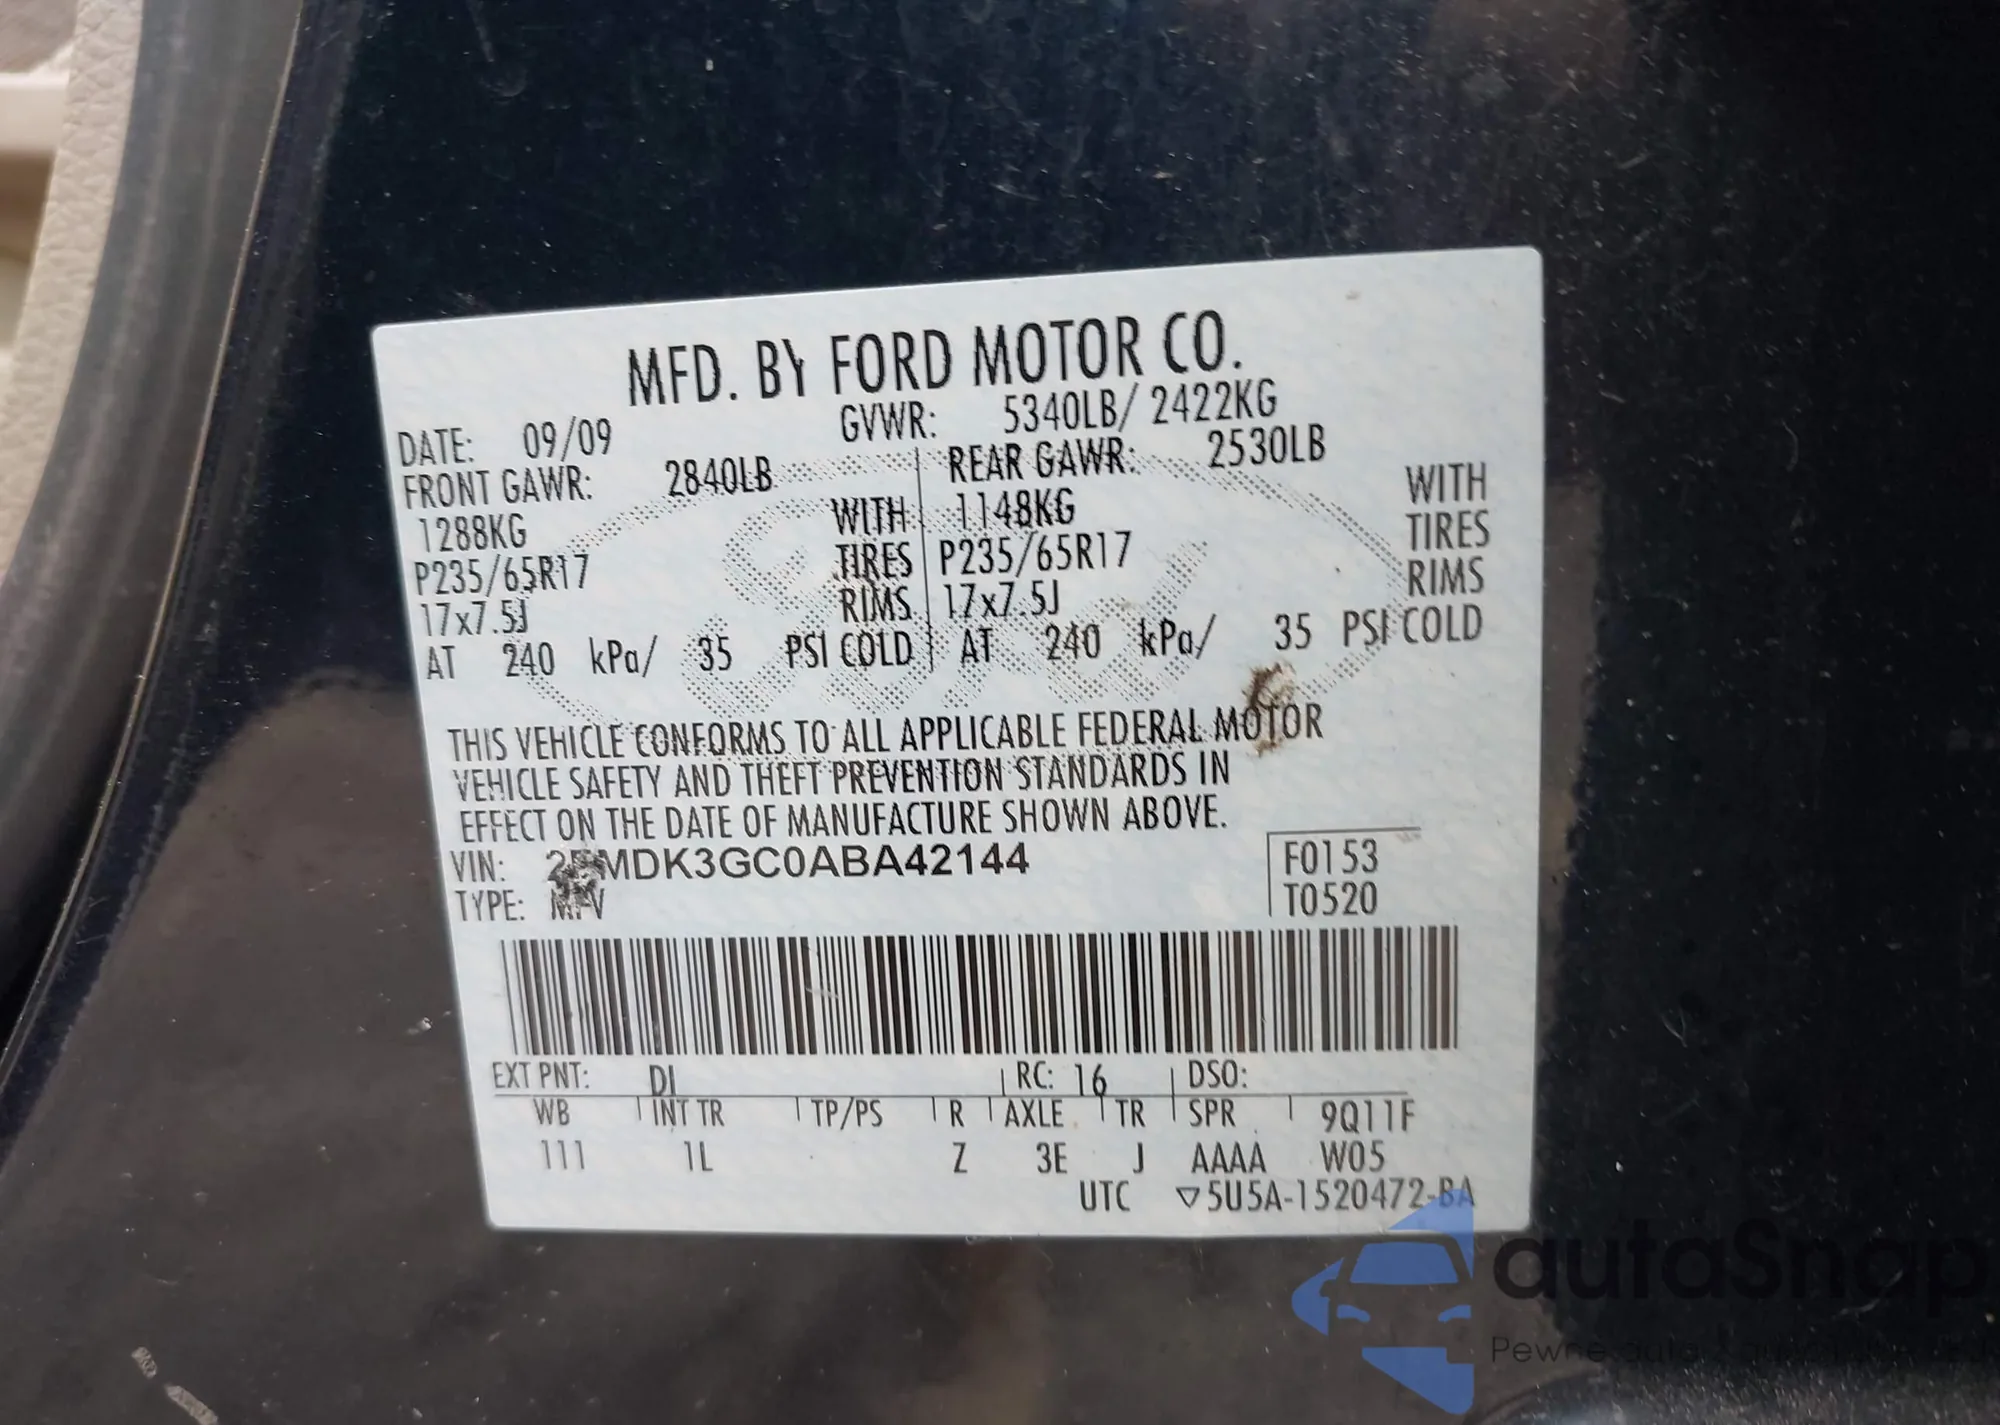 MFD. BY FORD MOTOR CO.
DATE: 09/09 GVWR: 5340LB/ 2422KG
FRONT GAWR: 2840LB REAR GAWR: 2530LB
1288KG WITH 1148KG WITH
P235/65R17 TIRES P235/65R17 TIRES
17x7.5J RIMS 17x7.5J RIMS
AT 240 kPa/ 35 PSI COLD AT 240 kPa/ 35 PSI COLD
THIS VEHICLE CONFORMS TO ALL APPLICABLE FEDERAL MOTOR
VEHICLE SAFETY AND THEFT PREVENTION STANDARDS IN
EFFECT ON THE DATE OF MANUFACTURE SHOWN ABOVE.
VIN: 2FMDK3GC0ABA42144 F0153
TYPE: MPV T0520
EXT PNT: DI RC: 16 DSO:
WB INT TR TP/PS R AXLE TR SPR 9Q11F
111 1L Z 3E J AAAA W05
UTC ▽5U5A-1520472-BA
autaSnap
Pewne auta